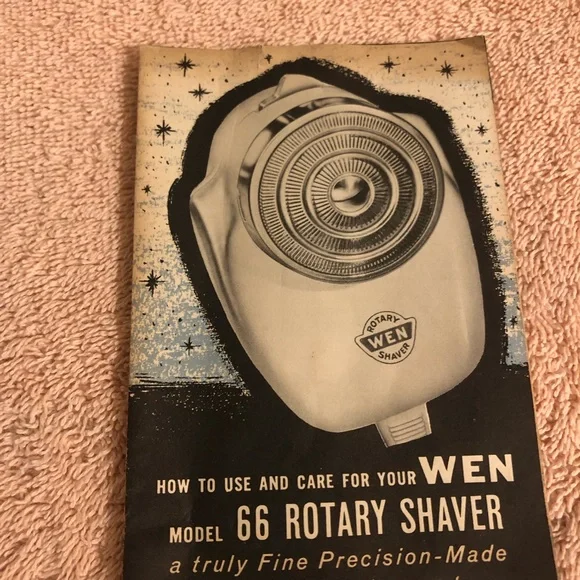 ROTARY
WEN
SHAVER
HOW TO USE AND CARE FOR YOUR WEN
MODEL 66 ROTARY SHAVER
a truly Fine Precision-Made